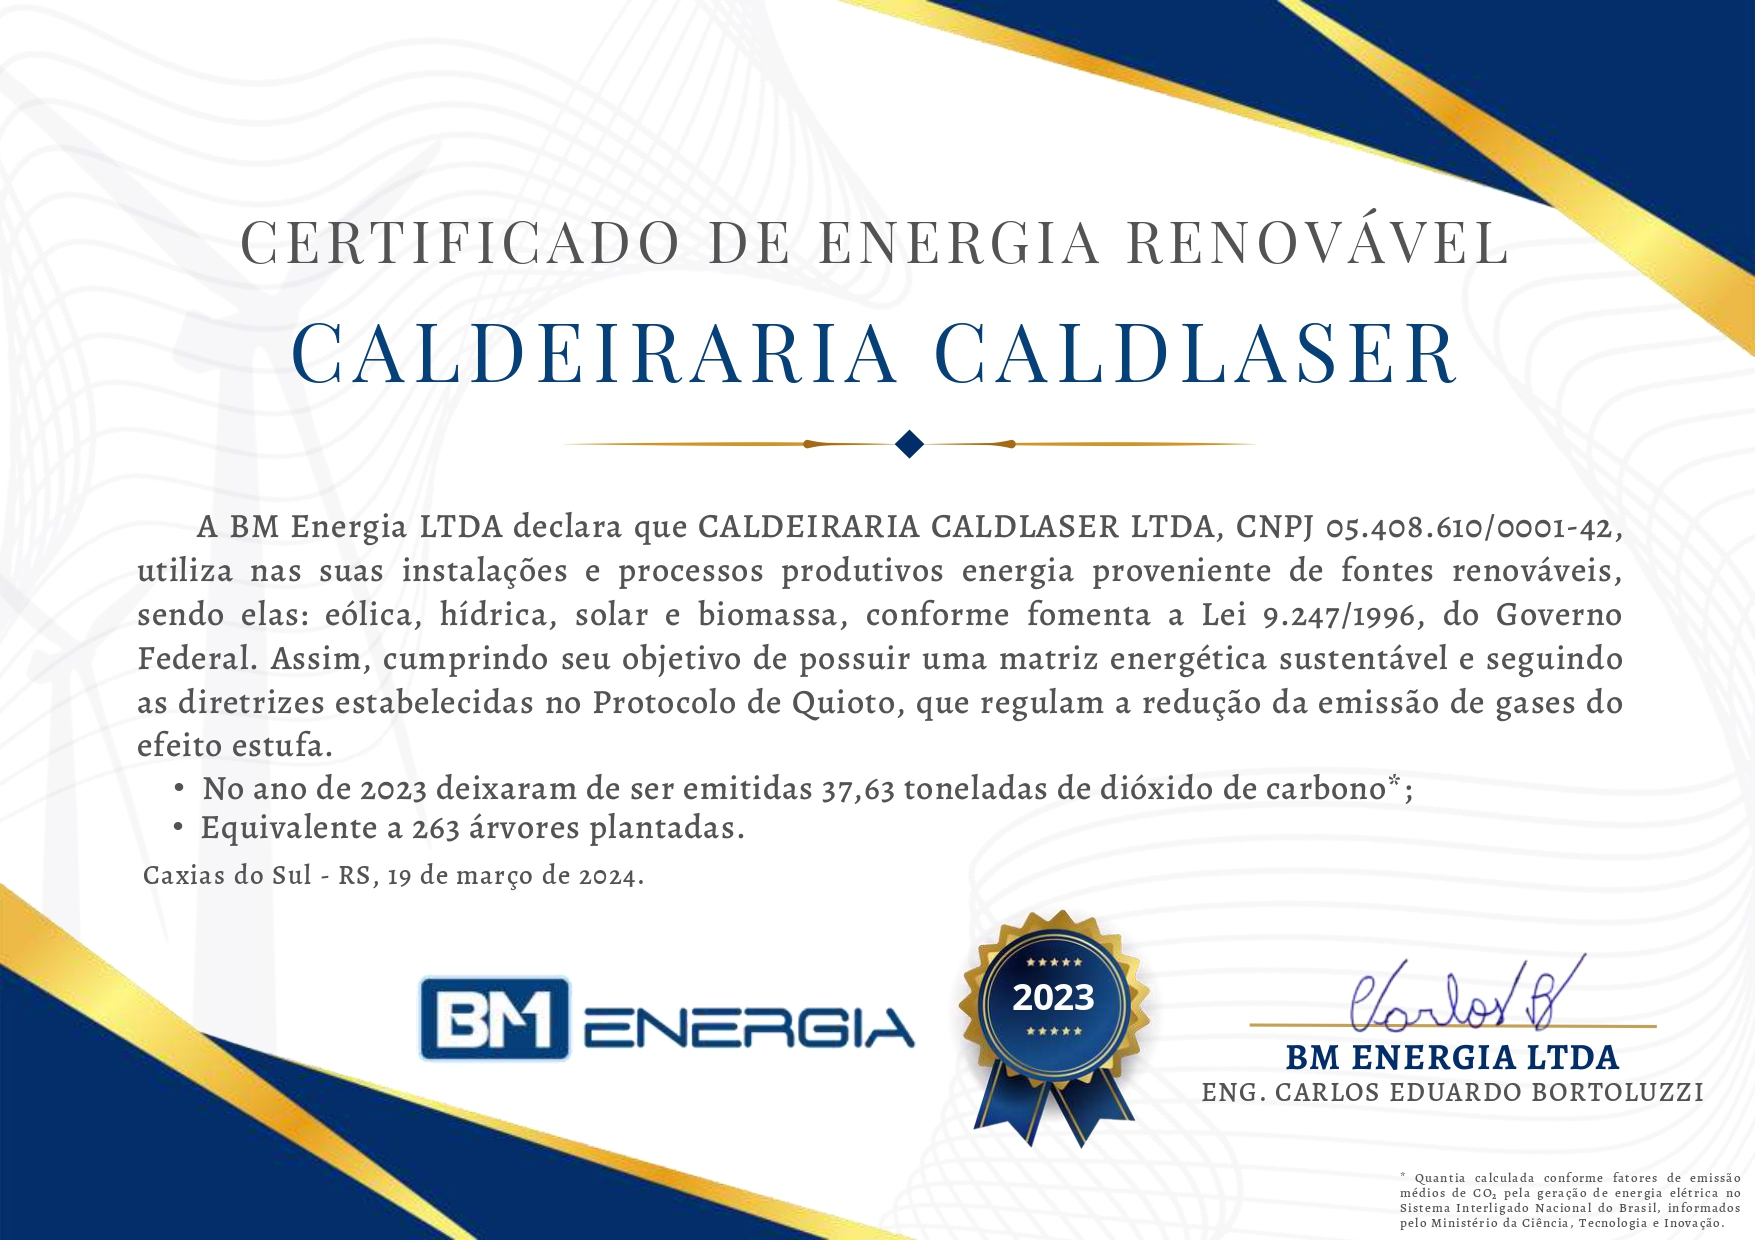 CERTIFICADO DE ENERGIA RENOVÁVEL
CALDEIRARIA CALDLASER
A BM Energia LTDA declara que CALDEIRARIA CALDLASER LTDA, CNPJ 05.408.610/0001-42,
utiliza nas suas instalações e processos produtivos energia proveniente de fontes renováveis,
sendo elas: eólica, hídrica, solar e biomassa, conforme fomenta a Lei 9.247/1996, do Governo
Federal. Assim, cumprindo seu objetivo de possuir uma matriz energética sustentável e seguindo
as diretrizes estabelecidas no Protocolo de Quioto, que regulam a redução da emissão de gases do
efeito estufa.
• No ano de 2023 deixaram de ser emitidas 37,63 toneladas de dióxido de carbono*;
• Equivalente a 263 árvores plantadas.
Caxias do Sul - RS, 19 de março de 2024.
BM ENERGIA
2023
Carlos B
BM ENERGIA LTDA
ENG. CARLOS EDUARDO BORTOLUZZI
* Quantia calculada conforme fatores de emissão
médios de CO₂ pela geração de energia elétrica no
Sistema Interligado Nacional do Brasil, informados
pelo Ministério da Ciência, Tecnologia e Inovação.